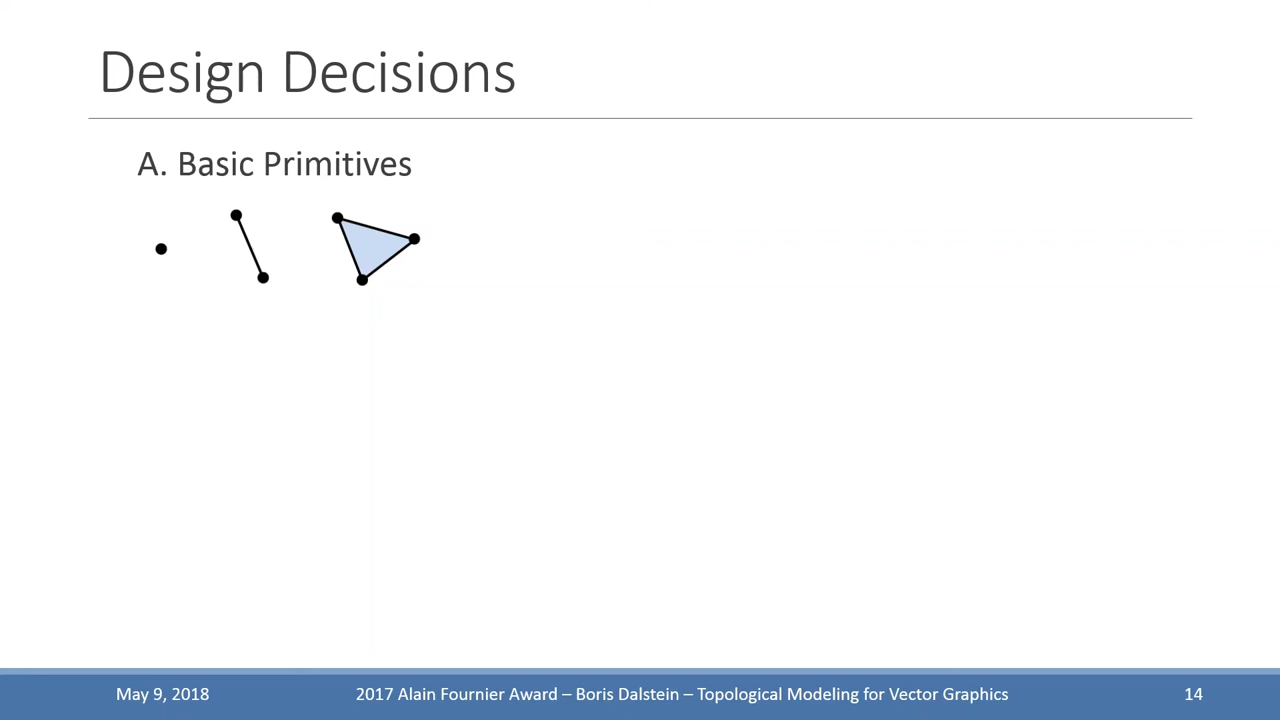 Design Decisions
A. Basic Primitives
May 9, 2018
2017 Alain Fournier Award – Boris Dalstein – Topological Modeling for Vector Graphics
14